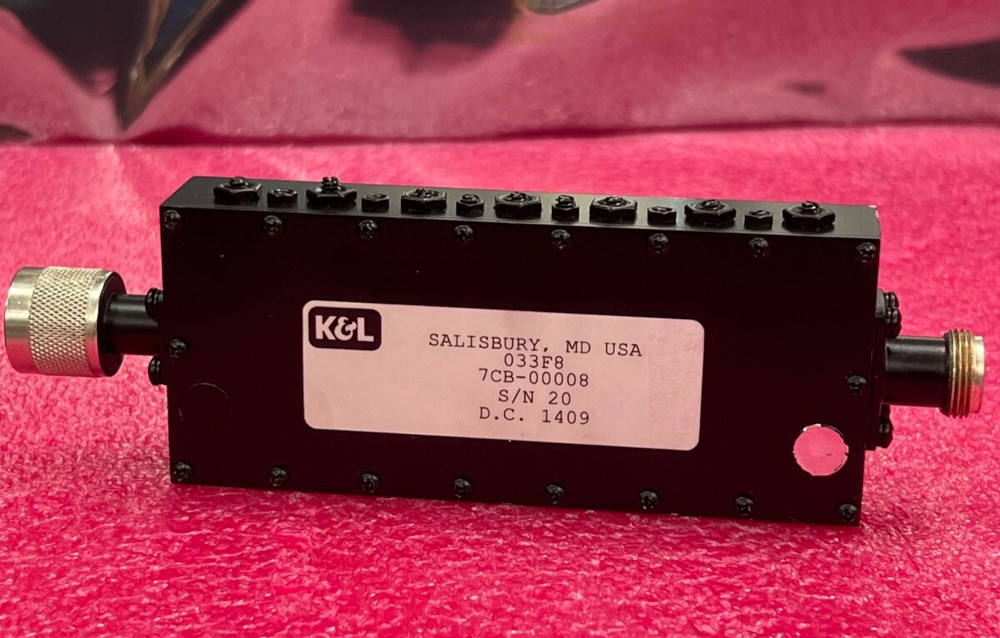 K&L
SALISBURY, MD USA
033F8
7CB-00008
S/N 20
D.C. 1409